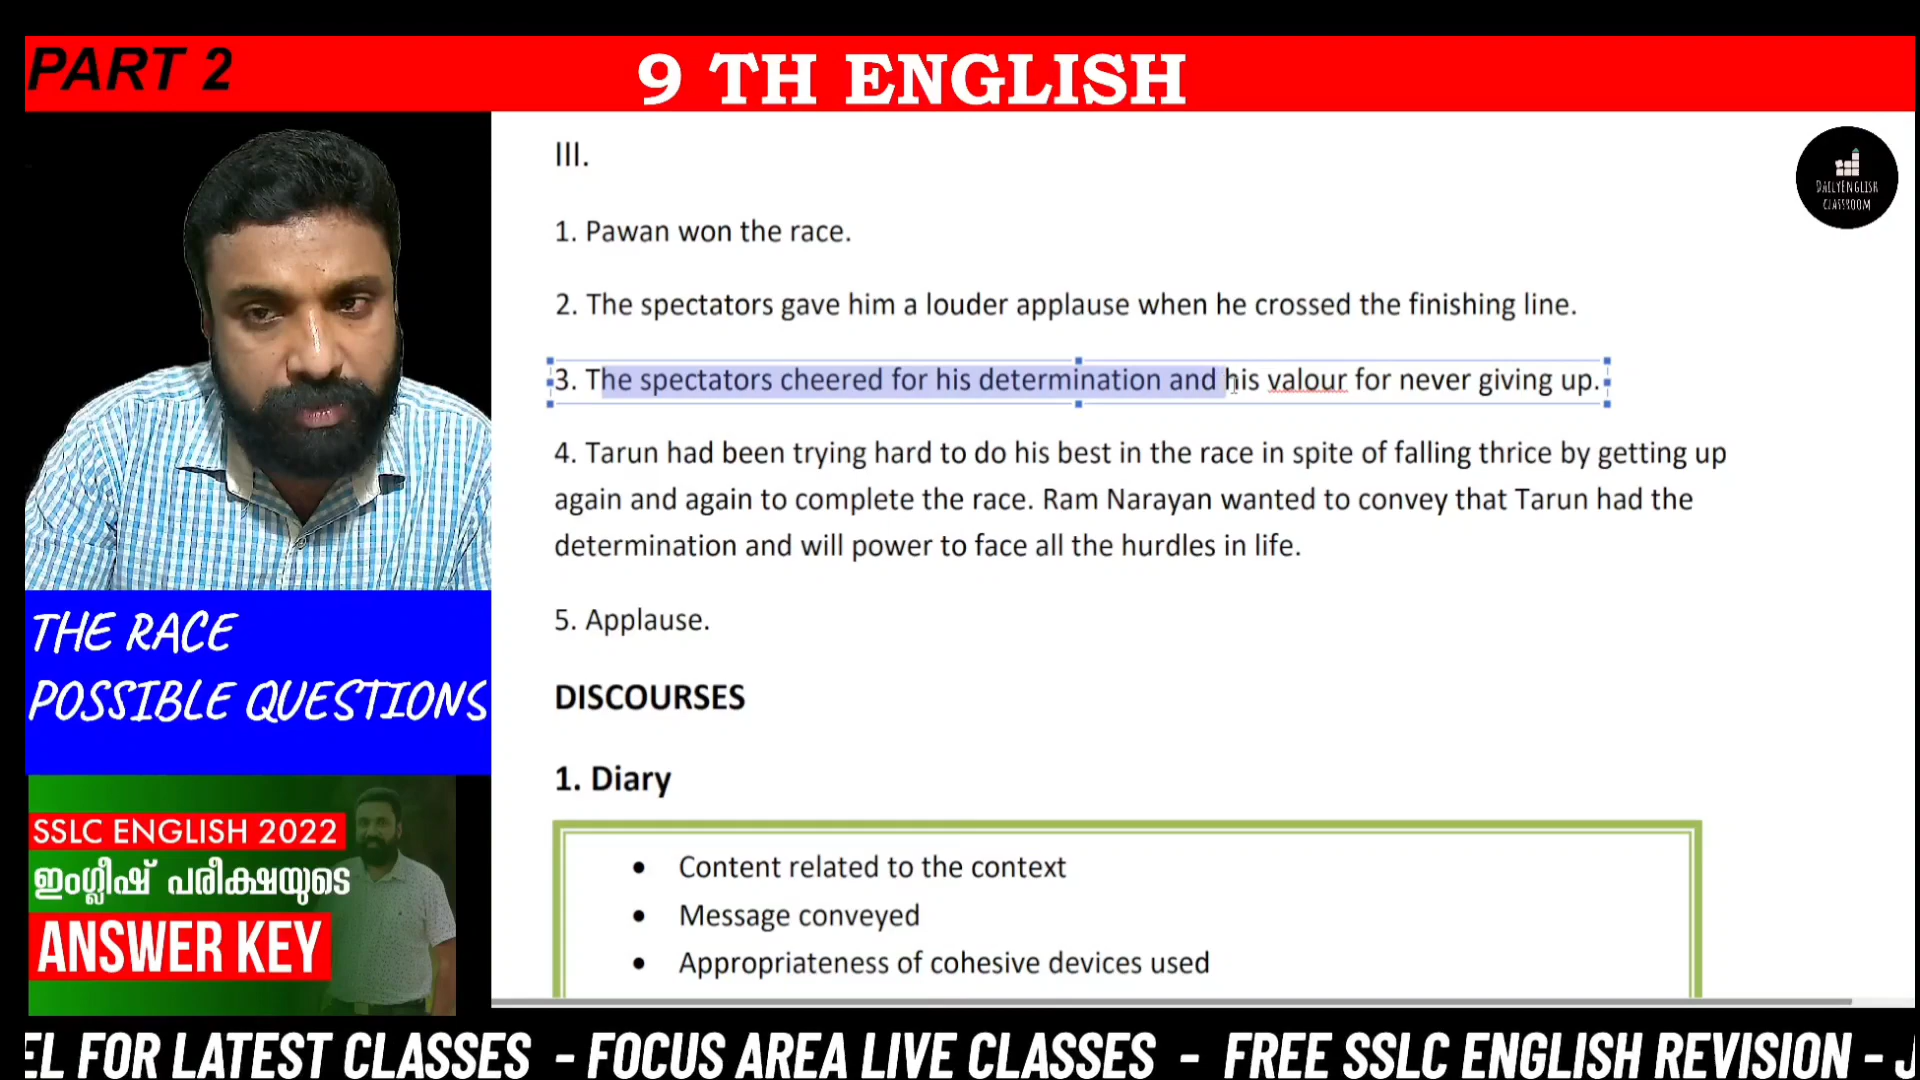 PART 2
9 TH ENGLISH
III.
1. Pawan won the race.
2. The spectators gave him a louder applause when he crossed the finishing line.
3. The spectators cheered for his determination and his valour for never giving up.
4. Tarun had been trying hard to do his best in the race in spite of falling thrice by getting up
again and again to complete the race. Ram Narayan wanted to convey that Tarun had the
determination and will power to face all the hurdles in life.
5. Applause.
DISCOURSES
1. Diary
• Content related to the context
• Message conveyed
• Appropriateness of cohesive devices used
DAILYENGLISH
CLASSROOM
THE RACE
POSSIBLE QUESTIONS
SSLC ENGLISH 2022
ഇംഗ്ലീഷ് പരീക്ഷയുടെ
ANSWER KEY
EL FOR LATEST CLASSES - FOCUS AREA LIVE CLASSES - FREE SSLC ENGLISH REVISION - J